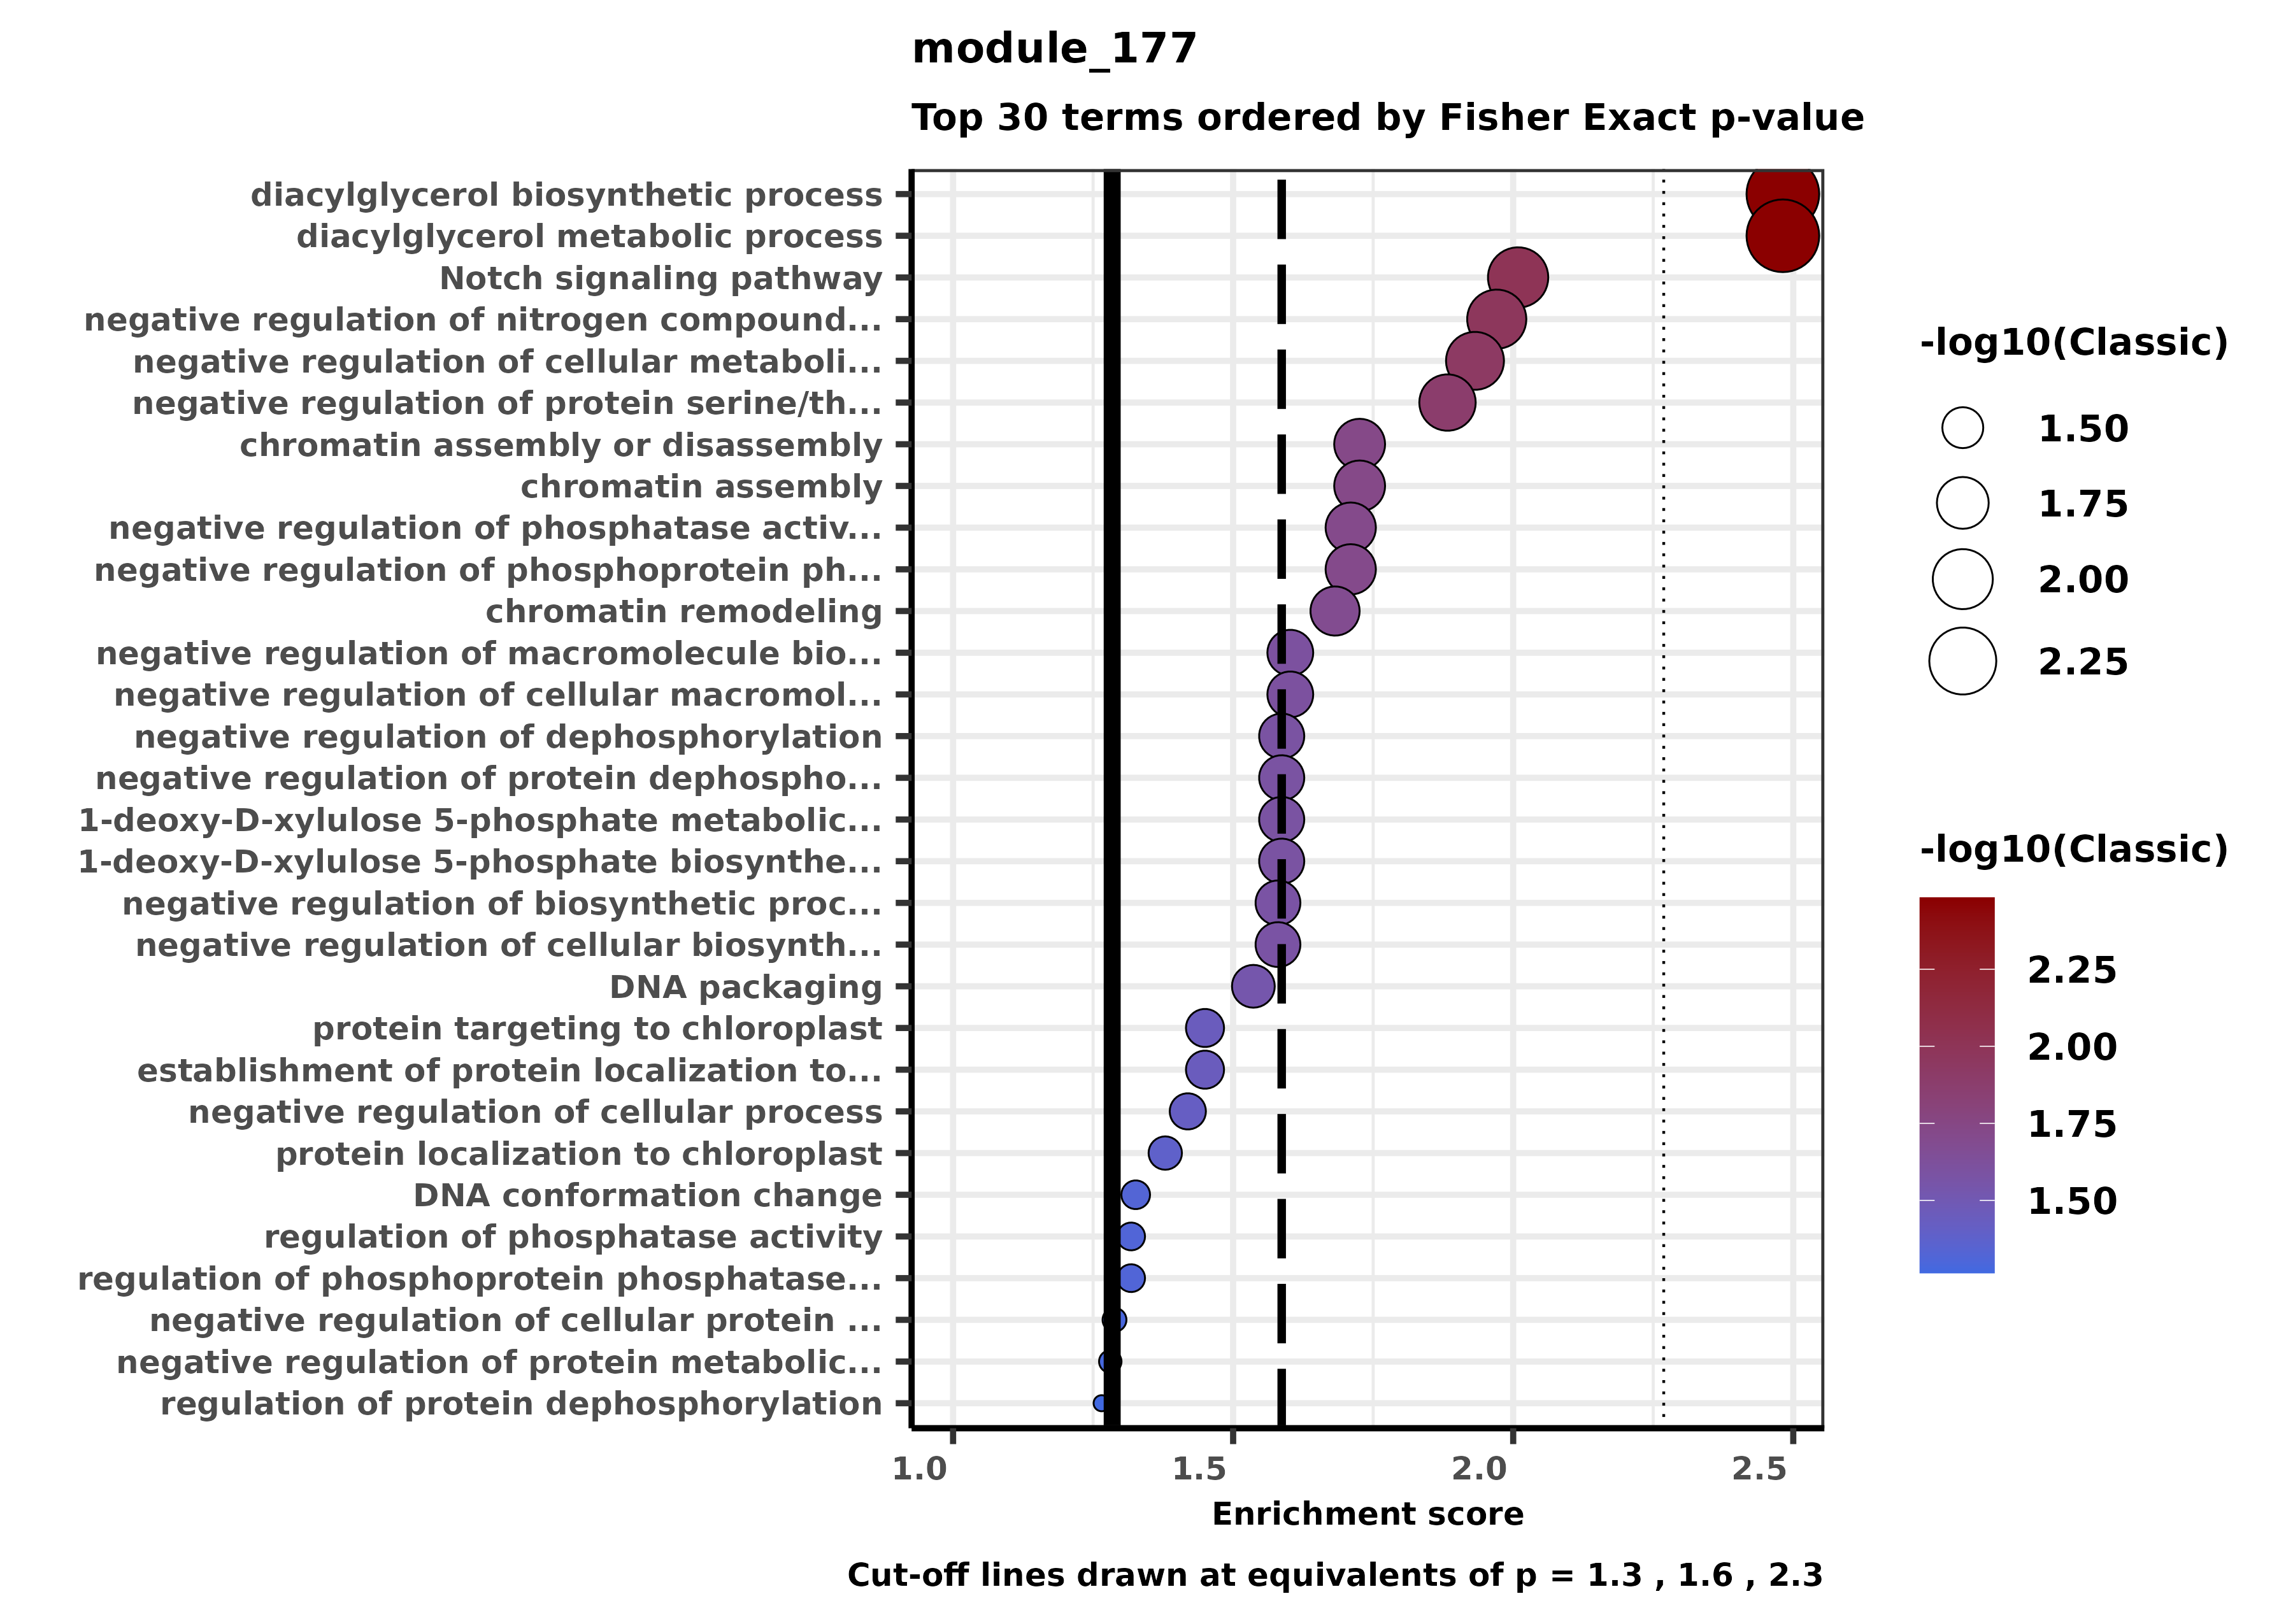 module_177
Top 30 terms ordered by Fisher Exact p-value
diacylglycerol biosynthetic process
diacylglycerol metabolic process
Notch signaling pathway
negative regulation of nitrogen compound...
negative regulation of cellular metaboli...
negative regulation of protein serine/th...
chromatin assembly or disassembly
chromatin assembly
negative regulation of phosphatase activ...
negative regulation of phosphoprotein ph...
chromatin remodeling
negative regulation of macromolecule bio...
negative regulation of cellular macromol...
negative regulation of dephosphorylation
negative regulation of protein dephospho...
1-deoxy-D-xylulose 5-phosphate metabolic...
1-deoxy-D-xylulose 5-phosphate biosynthe...
negative regulation of biosynthetic proc...
negative regulation of cellular biosynth...
DNA packaging
protein targeting to chloroplast
establishment of protein localization to...
negative regulation of cellular process
protein localization to chloroplast
DNA conformation change
regulation of phosphatase activity
regulation of phosphoprotein phosphatase...
negative regulation of cellular protein ...
negative regulation of protein metabolic...
regulation of protein dephosphorylation
1.0 1.5 2.0 2.5
Enrichment score
Cut-off lines drawn at equivalents of p = 1.3 , 1.6 , 2.3
-log10(Classic)
1.50
1.75
2.00
2.25
-log10(Classic)
2.25
2.00
1.75
1.50